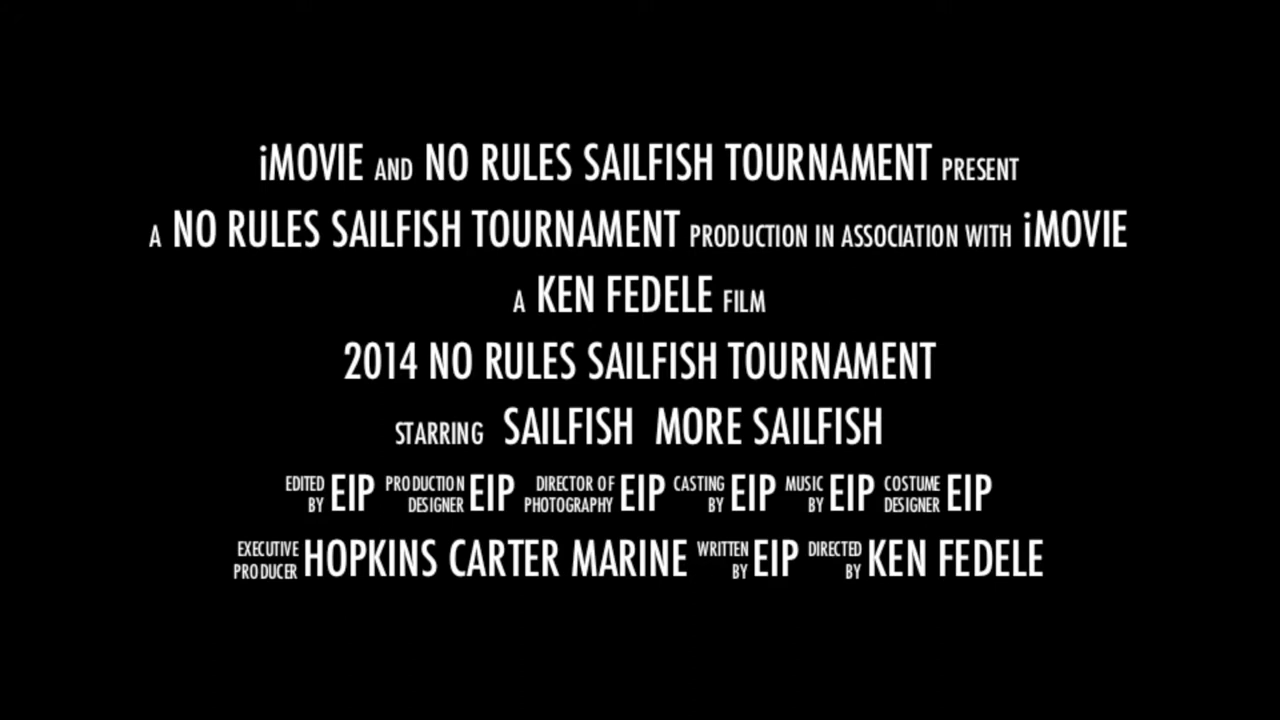 iMOVIE AND NO RULES SAILFISH TOURNAMENT PRESENT
A NO RULES SAILFISH TOURNAMENT PRODUCTION IN ASSOCIATION WITH iMOVIE
A KEN FEDELE FILM
2014 NO RULES SAILFISH TOURNAMENT
STARRING SAILFISH MORE SAILFISH
EDITED BY EIP PRODUCTION DESIGNER EIP DIRECTOR OF PHOTOGRAPHY EIP CASTING BY EIP MUSIC BY EIP COSTUME DESIGNER EIP
EXECUTIVE PRODUCER HOPKINS CARTER MARINE WRITTEN BY EIP DIRECTED BY KEN FEDELE